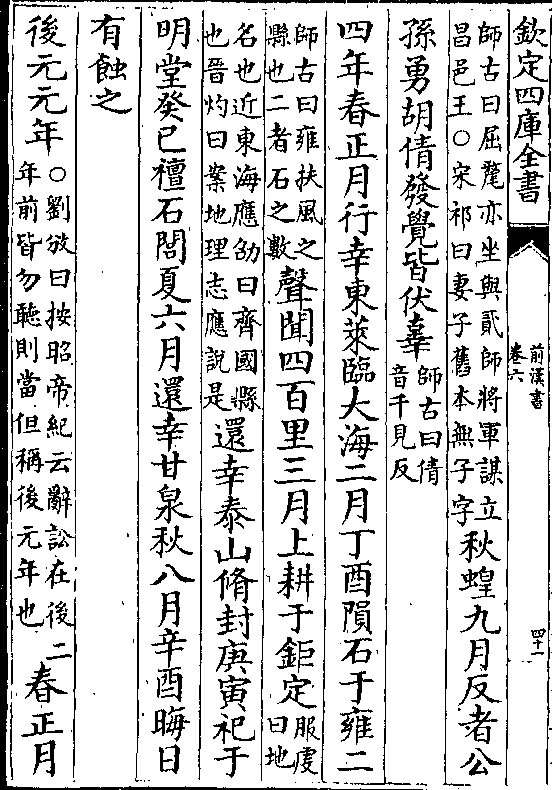 欽定四庫全書
前漢書
卷六
四十一
師古曰屈氂亦坐與貳師將軍謀立
昌邑王○宋祁曰妻子舊本無子字
秋蝗九月反者公
孫勇胡倩發覺皆伏辜
師古曰倩
音千見反
四年春正月行幸東萊臨大海二月丁酉隕石于雍二
師古曰雍扶風之
縣也二者石之數
聲聞四百里三月上耕于鉅定
服虔
曰地
名也近東海應劭曰齊國縣
也晉灼曰案地理志應說是
還幸泰山脩封庚寅祀于
明堂癸巳禮石閭夏六月還幸甘泉秋八月辛酉晦日
有蝕之
後元元年
○劉攽曰按昭帝紀云辭訟在後二
年前皆勿聽則當但稱後元年也
春正月